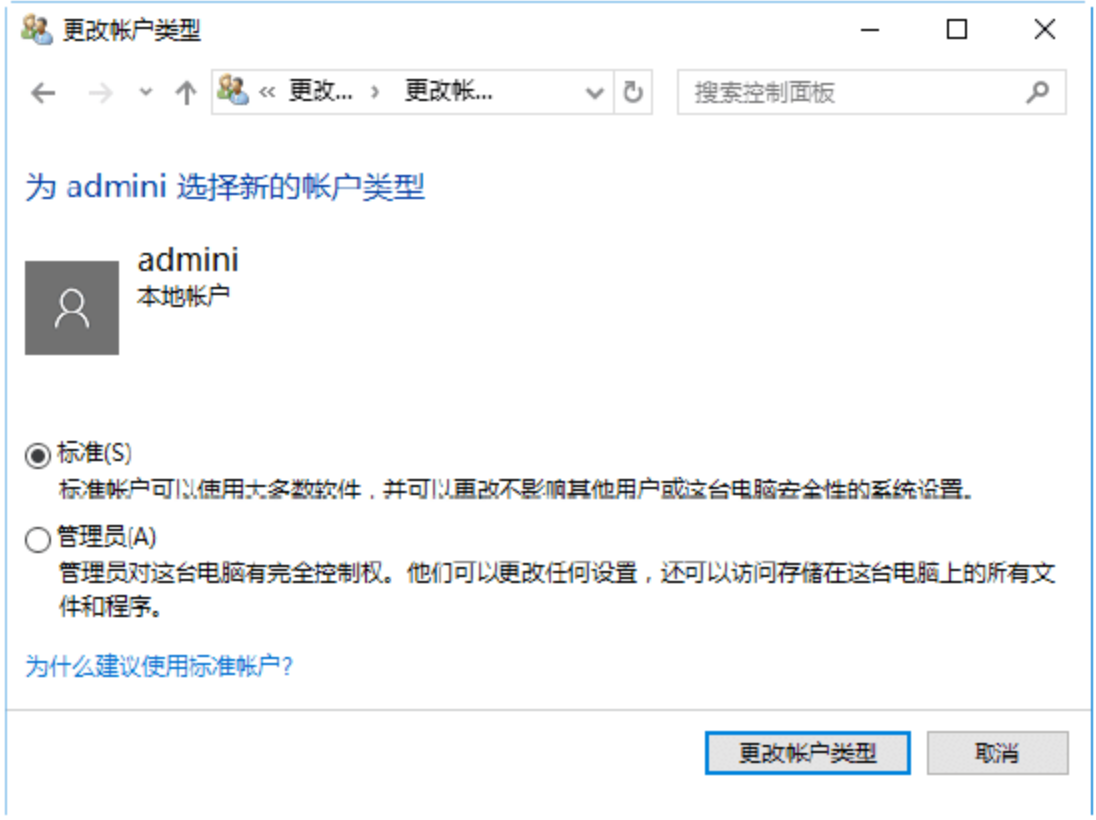 更改帐户类型
« 更改... › 更改帐...
搜索控制面板
为 admini 选择新的帐户类型
admini
本地帐户
标准(S)
标准帐户可以使用大多数软件，并可以更改不影响其他用户或这台电脑安全性的系统设置。
管理员(A)
管理员对这台电脑有完全控制权。他们可以更改任何设置，还可以访问存储在这台电脑上的所有文
件和程序。
为什么建议使用标准帐户?
更改帐户类型
取消